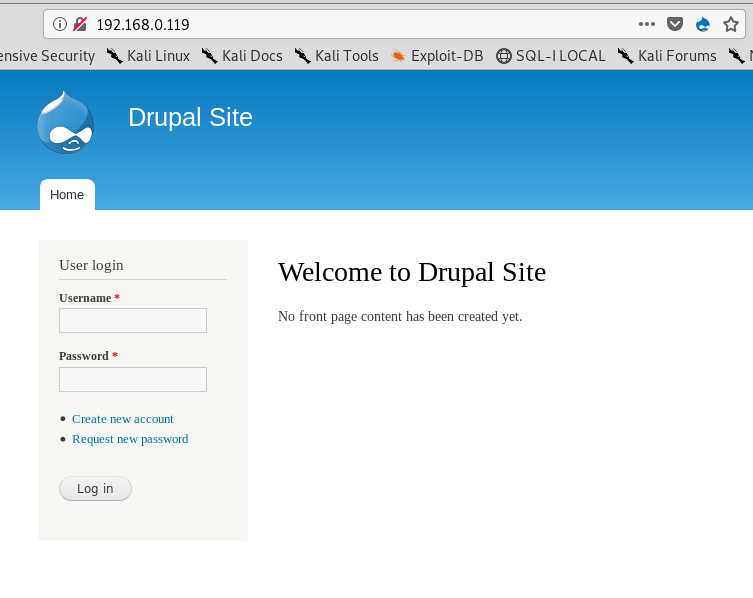 192.168.0.119
ensive Security Kali Linux Kali Docs Kali Tools Exploit-DB SQL-I LOCAL Kali Forums
Drupal Site
Home
User login
Username *
Password *
Create new account
Request new password
Log in
Welcome to Drupal Site
No front page content has been created yet.